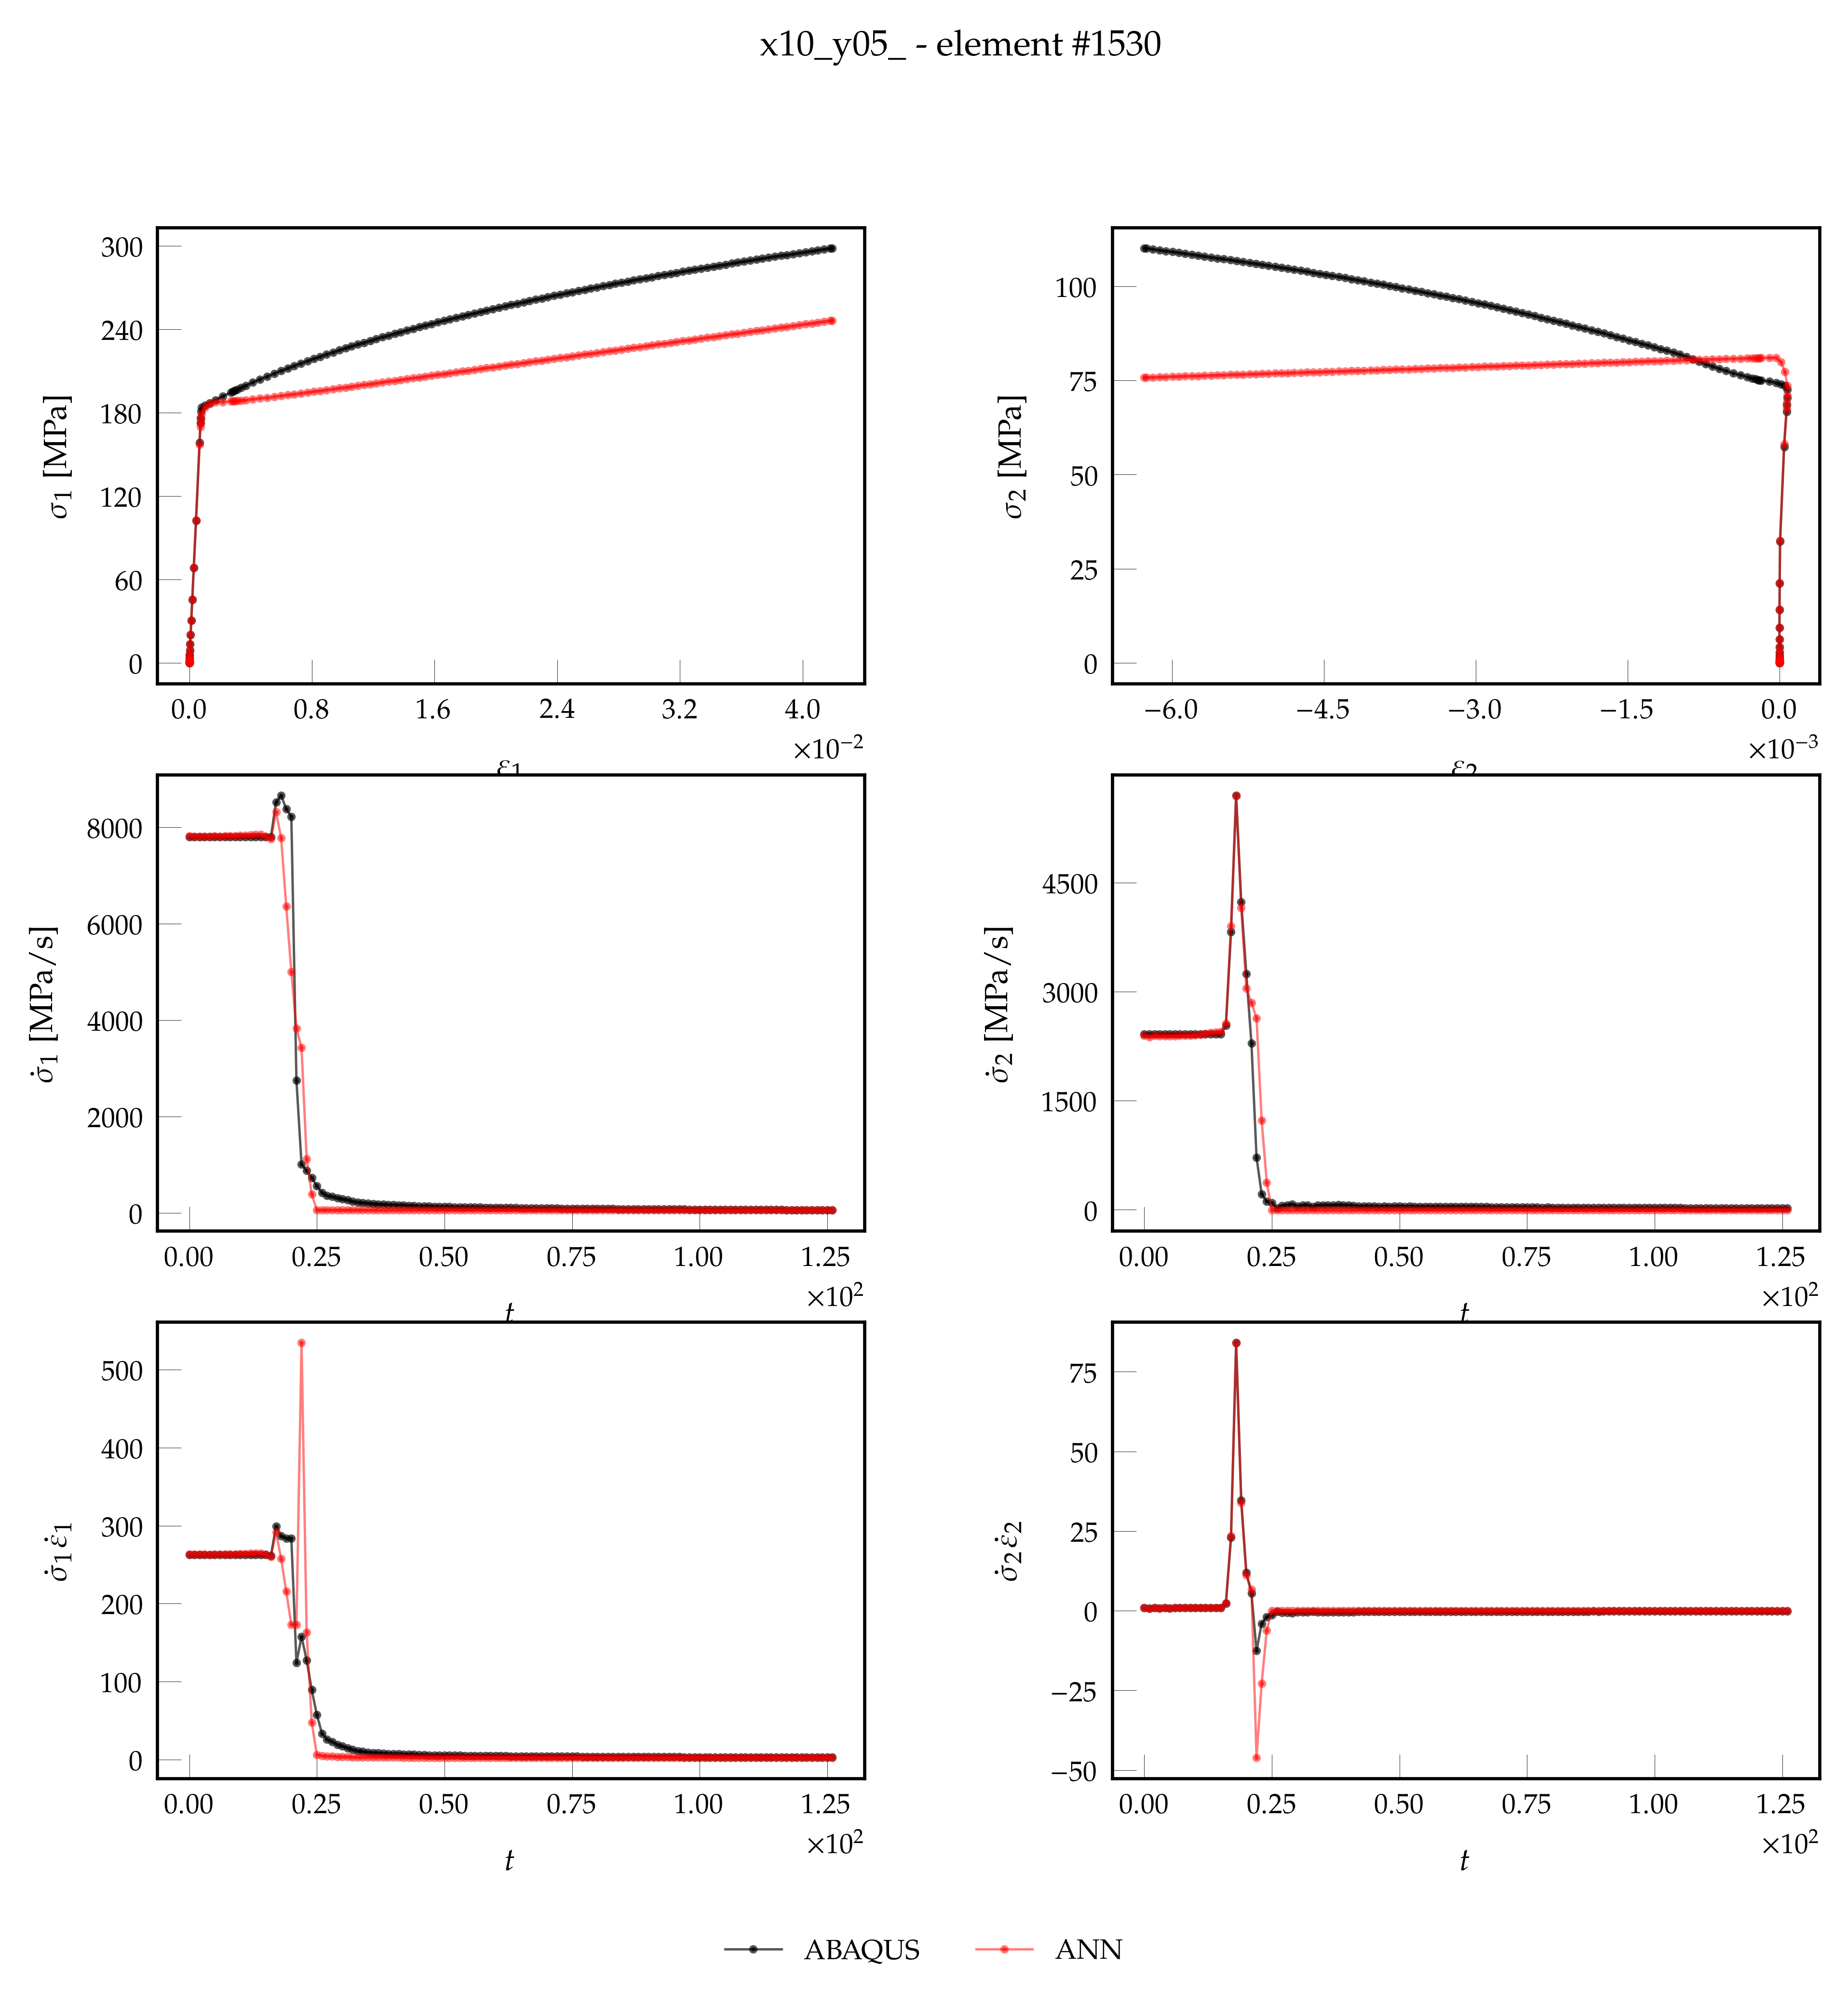 x10_y05_ - element #1530
300
240
180
120
60
0
σ₁ [MPa]
0.0 0.8 1.6 2.4 3.2 4.0
×10⁻²
ε₁
100
75
50
25
0
σ₂ [MPa]
−6.0 −4.5 −3.0 −1.5 0.0
×10⁻³
ε₂
8000
6000
4000
2000
0
σ̇₁ [MPa/s]
0.00 0.25 0.50 0.75 1.00 1.25
×10²
t
4500
3000
1500
0
σ̇₂ [MPa/s]
0.00 0.25 0.50 0.75 1.00 1.25
×10²
t
500
400
300
200
100
0
σ̇₁ε̇₁
0.00 0.25 0.50 0.75 1.00 1.25
×10²
t
75
50
25
0
−25
−50
σ̇₂ε̇₂
0.00 0.25 0.50 0.75 1.00 1.25
×10²
t
ABAQUS ANN